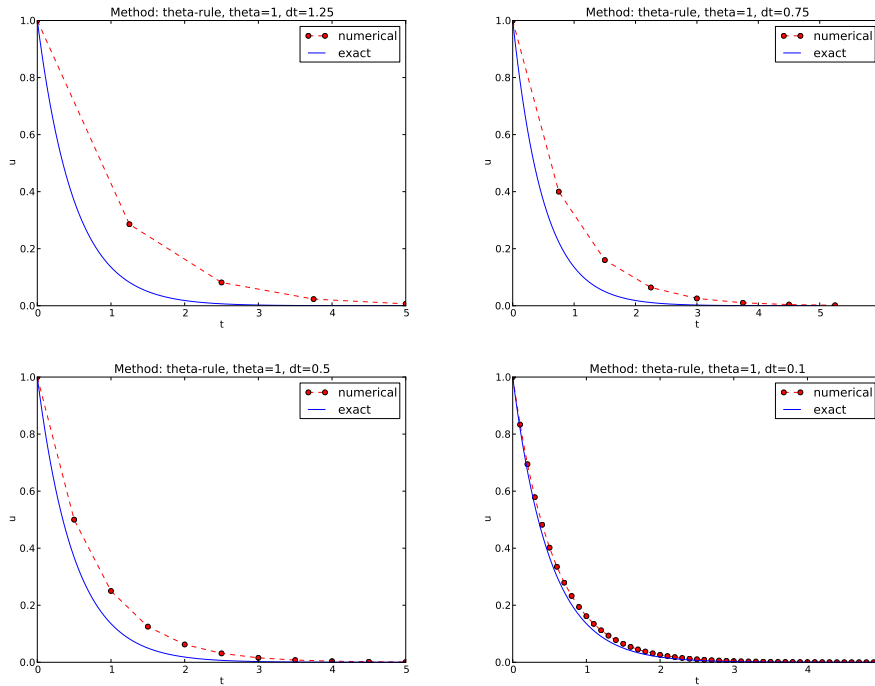 Method: theta-rule, theta=1, dt=1.25
1.0
0.8
0.6
0.4
0.2
0.0
u
0 1 2 3 4 5
t
numerical
exact
Method: theta-rule, theta=1, dt=0.75
1.0
0.8
0.6
0.4
0.2
0.0
u
0 1 2 3 4 5
t
numerical
exact
Method: theta-rule, theta=1, dt=0.5
1.0
0.8
0.6
0.4
0.2
0.0
u
0 1 2 3 4 5
t
numerical
exact
Method: theta-rule, theta=1, dt=0.1
1.0
0.8
0.6
0.4
0.2
0.0
u
0 1 2 3 4
t
numerical
exact